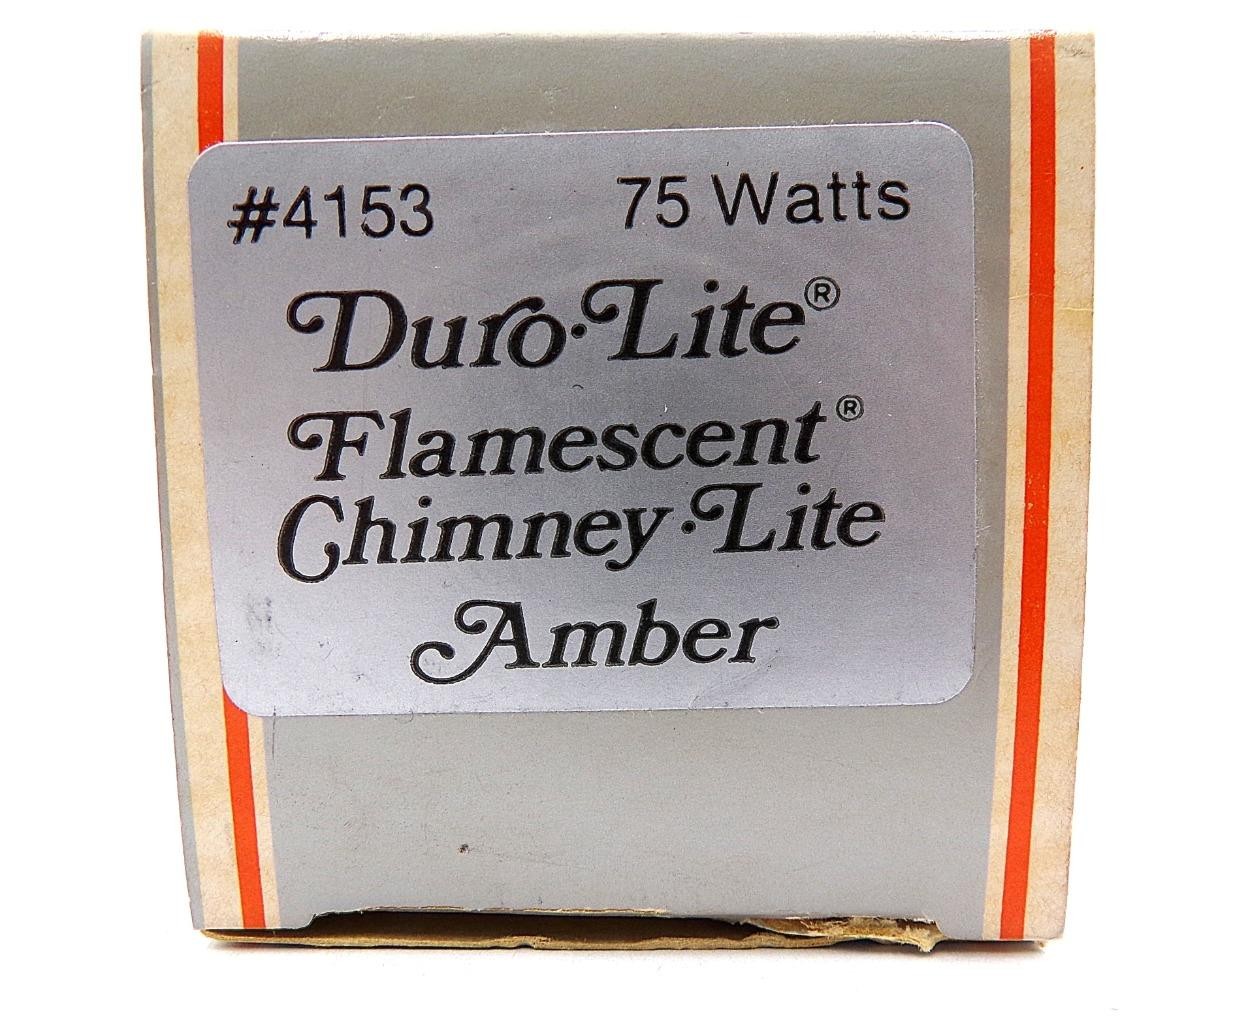 #4153 75 Watts
Duro·Lite®
Flamescent®
Chimney·Lite
Amber